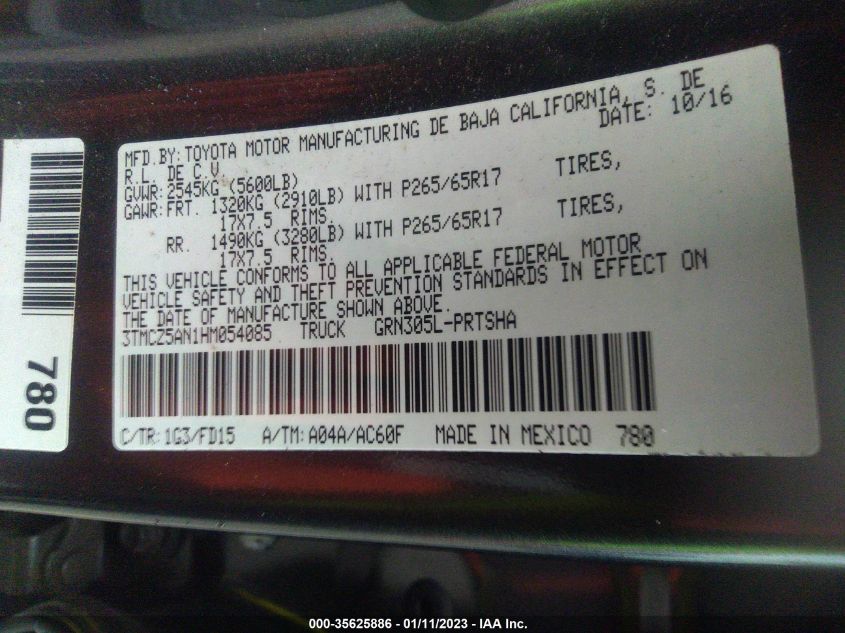 MFD.BY:TOYOTA MOTOR MANUFACTURING DE BAJA CALIFORNIA, S. DE
R.L. DE C.V. DATE: 10/16
GVWR:2545KG (5600LB)
GAWR:FRT. 1320KG (2910LB) WITH P265/65R17 TIRES,
17X7.5 RIMS.
RR. 1490KG (3280LB) WITH P265/65R17 TIRES,
17X7.5 RIMS.
THIS VEHICLE CONFORMS TO ALL APPLICABLE FEDERAL MOTOR
VEHICLE SAFETY AND THEFT PREVENTION STANDARDS IN EFFECT ON
THE DATE OF MANUFACTURE SHOWN ABOVE.
3TMCZ5AN1HM054085 TRUCK GRN305L-PRTSHA
C/TR:1G3/FD15 A/TM:A04A/AC60F MADE IN MEXICO 780
780
000-35625886 - 01/11/2023 - IAA Inc.